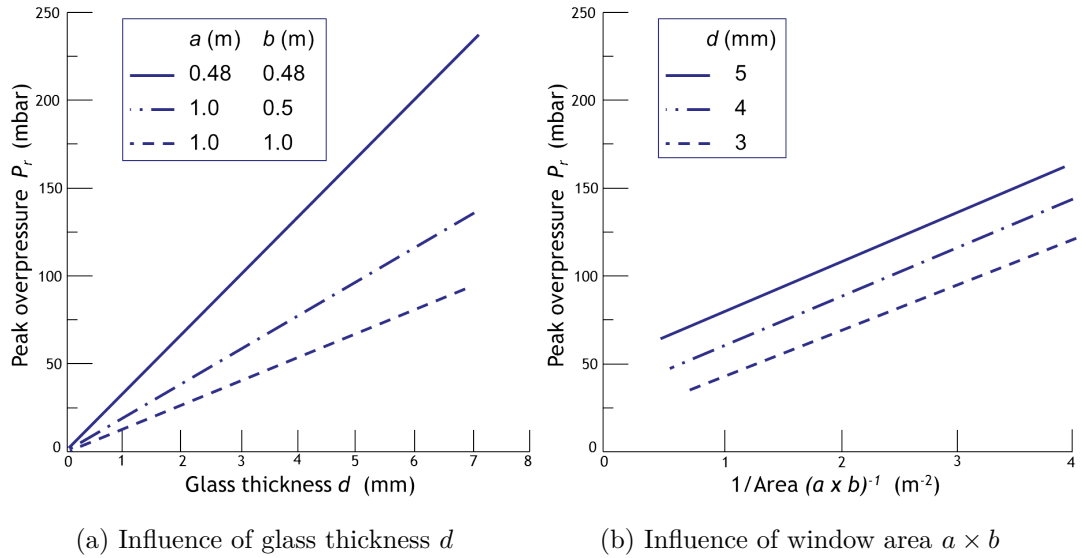 250
200
150
100
50
0
Peak overpressure Pr (mbar)
a (m) b (m)
0.48 0.48
1.0 0.5
1.0 1.0
0 1 2 3 4 5 6 7 8
Glass thickness d (mm)
(a) Influence of glass thickness d
250
200
150
100
50
0
Peak overpressure Pr (mbar)
d (mm)
5
4
3
0 1 2 3 4
1/Area (a x b)-1 (m-2)
(b) Influence of window area a × b